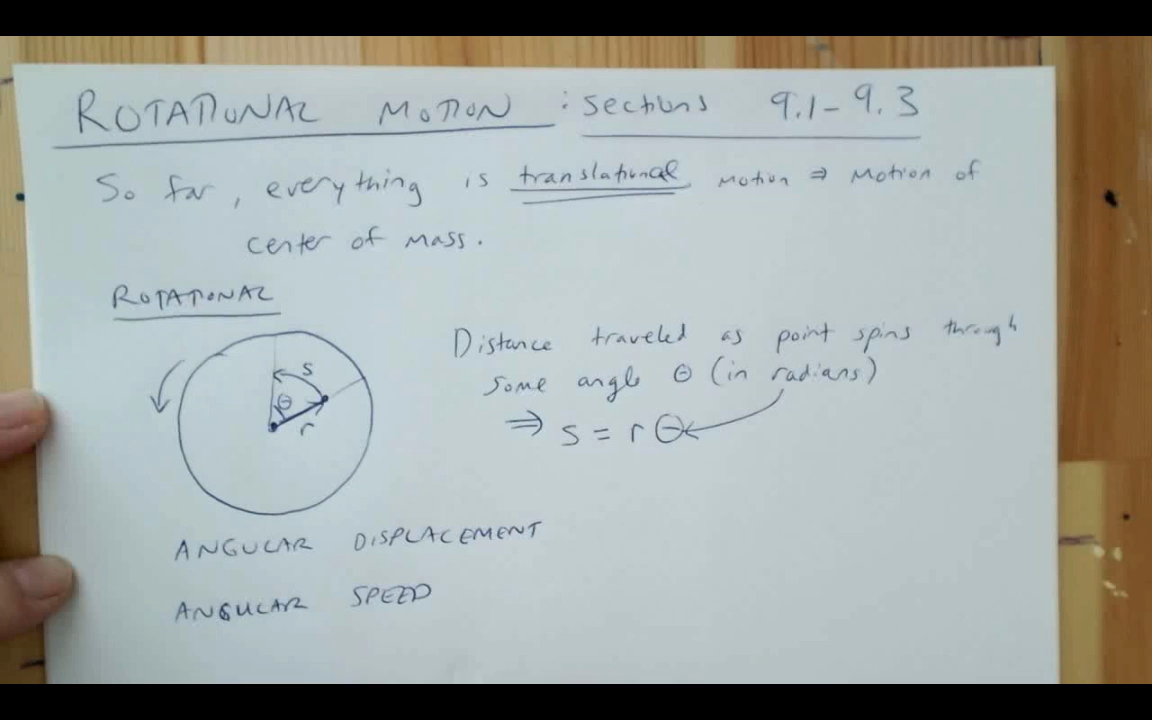 ROTATIONAL MOTION : Sections 9.1-9.3
So far, everything is translational motion ⇒ motion of
center of mass.
ROTATIONAL
Distance traveled as point spins through
some angle Θ (in radians)
⇒ s = rΘ
s
Θ
r
ANGULAR DISPLACEMENT
ANGULAR SPEED